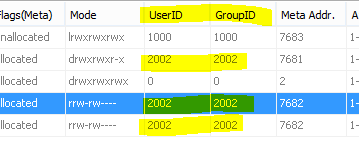 Flags(Meta) Mode UserID GroupID Meta Addr. A
nallocated lrwxrwxrwx 1000 1000 7683 1-
llocated drwxrwxr-x 2002 2002 7681 1-
llocated drwxrwxrwx 0 0 2 1-
llocated rrw-rw---- 2002 2002 7682 1-
llocated rrw-rw---- 2002 2002 7682 1-